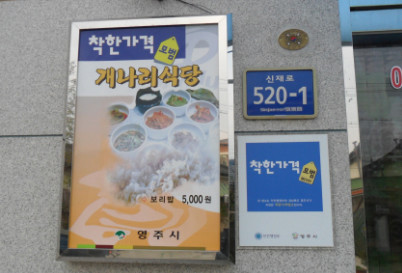 착한가격
모범
개나리식당
보리밥 5,000원
영주시
신재로
520-1
착한가격
모범
영주시
0